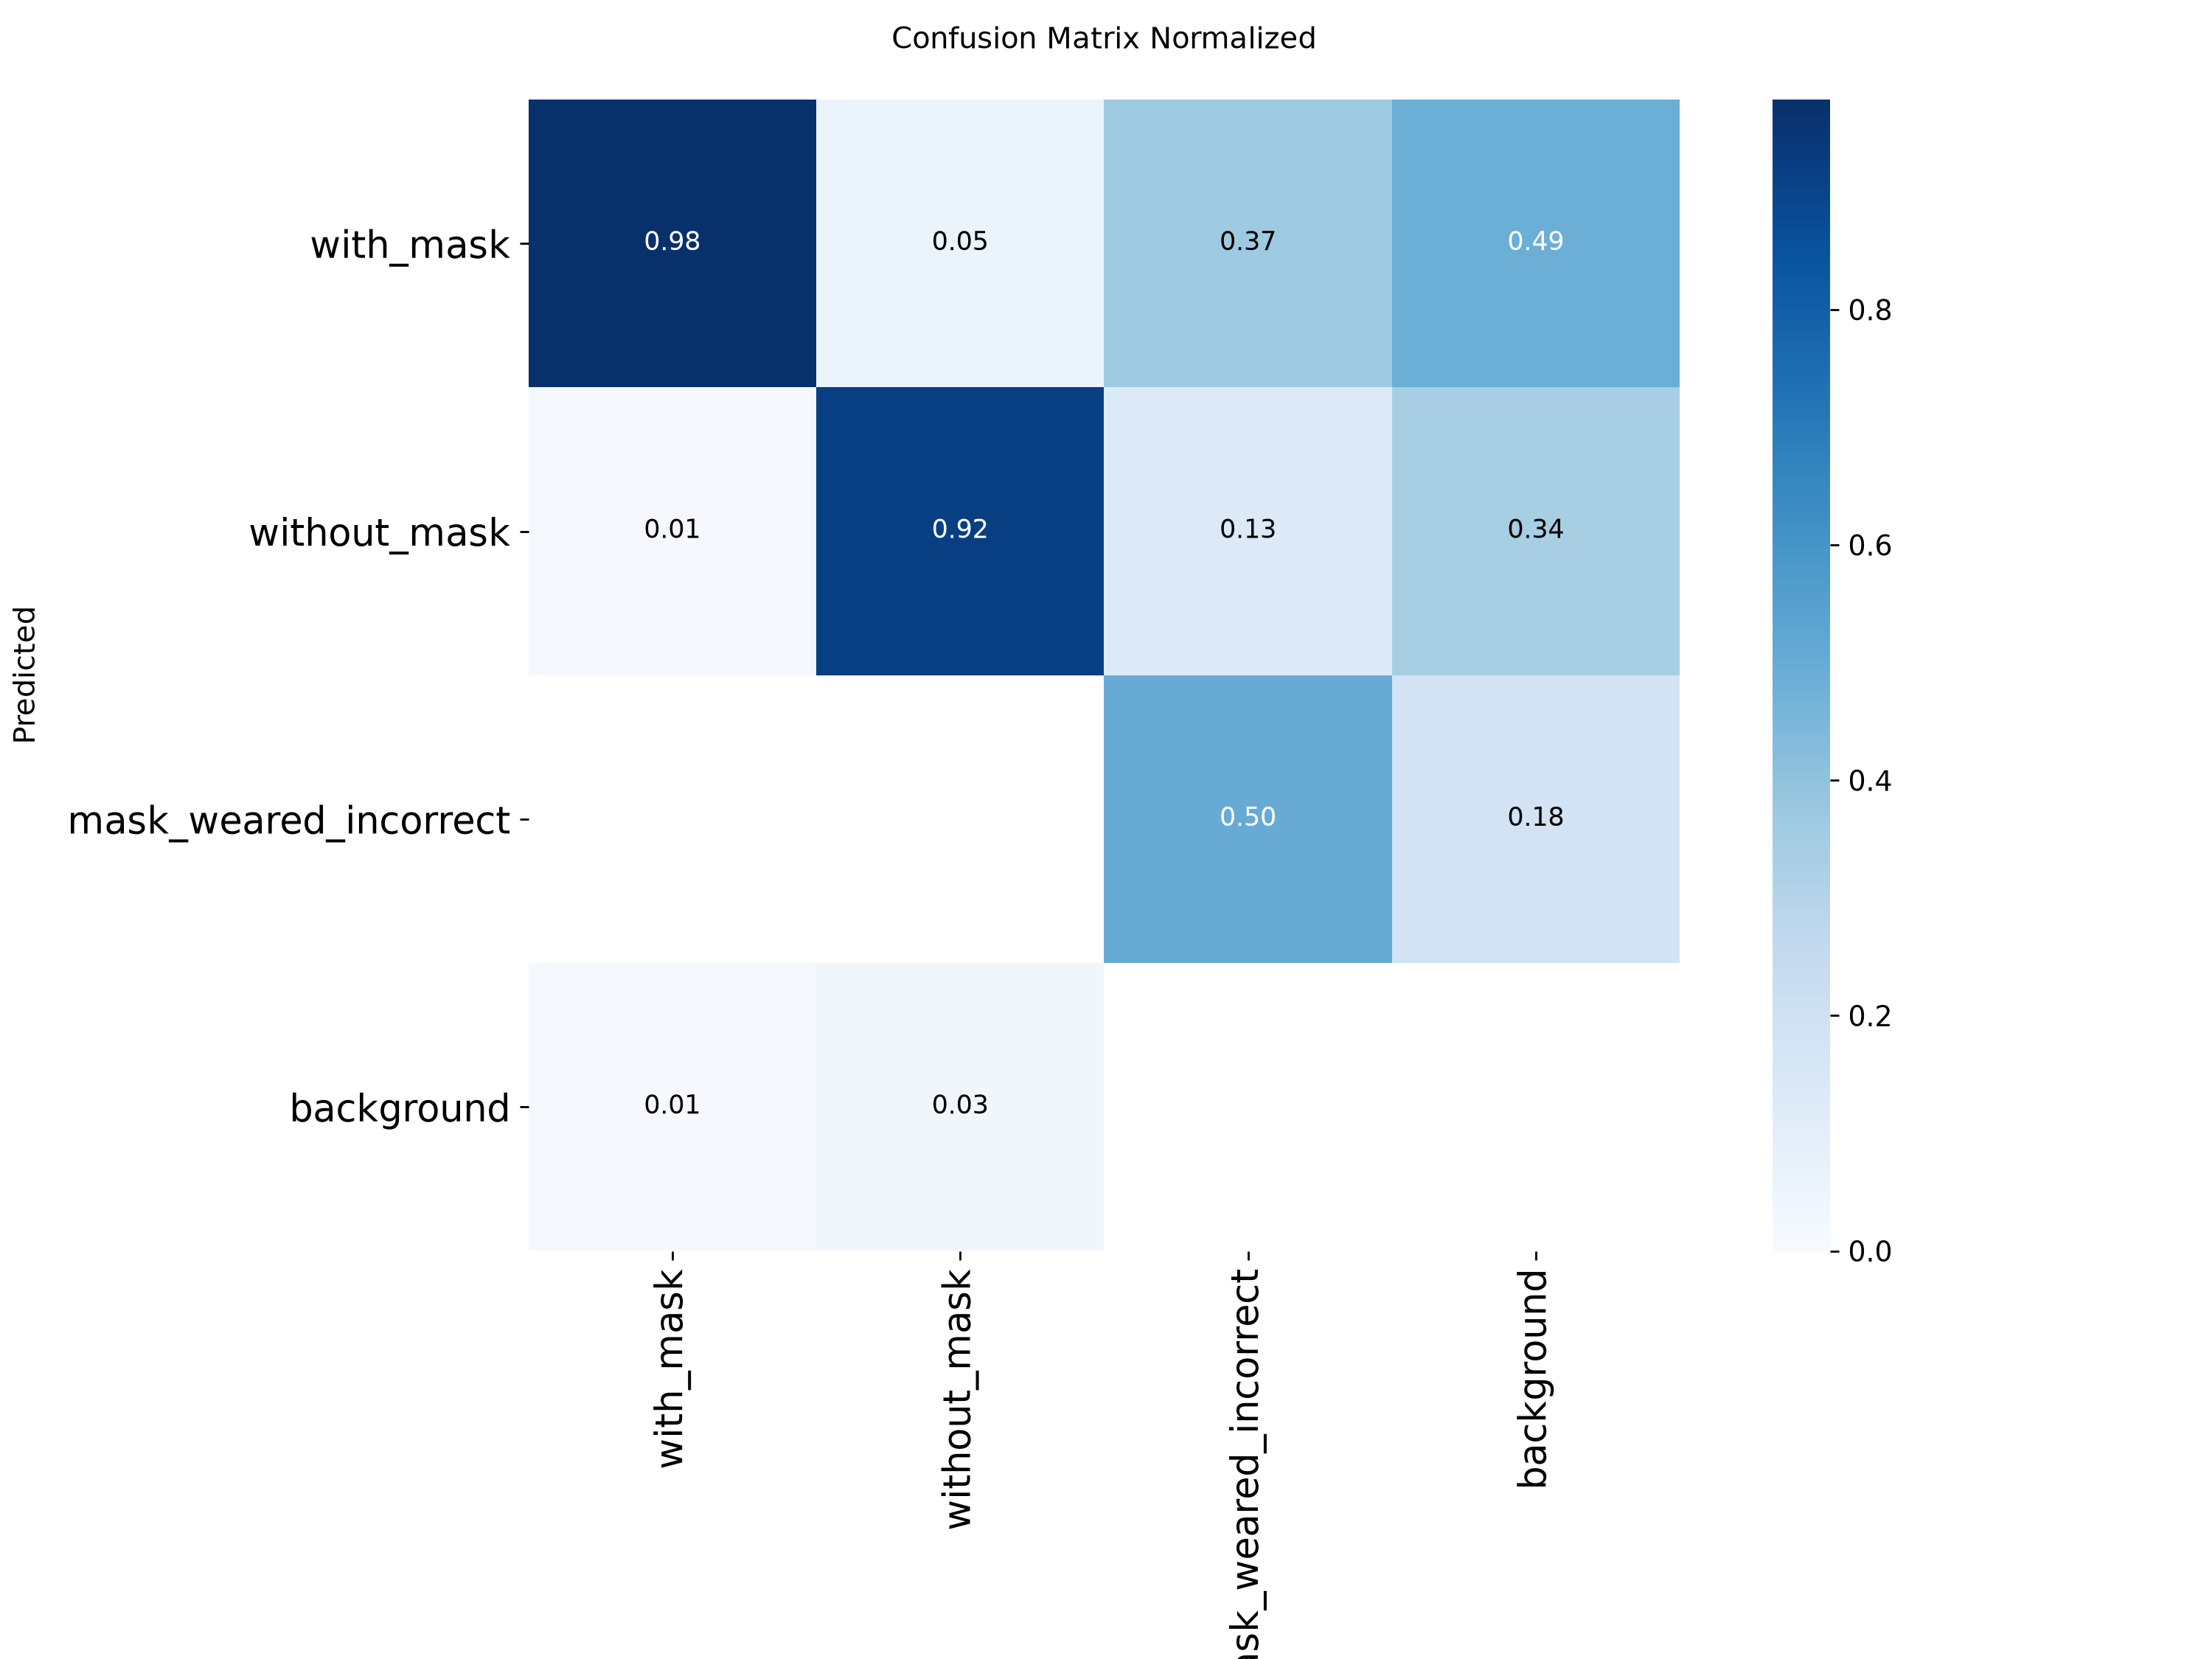 Confusion Matrix Normalized
with_mask
0.98
0.05
0.37
0.49
0.8
without_mask
0.01
0.92
0.13
0.34
0.6
Predicted
mask_weared_incorrect
0.50
0.18
0.4
0.2
background
0.01
0.03
0.0
with_mask
without_mask
ask_weared_incorrect
background